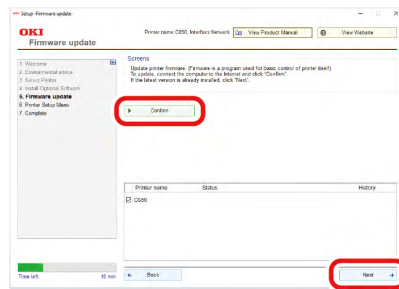 Setup -Firmware update
OKI
Firmware update
Printer name C650, Interface Network
View Product Manual
View Website
1. Welcome
2. Environmental advice
3. Select Printer
4. Install Optional Software
5. Firmware update
6. Printer Setup Menu
7. Complete
Screens
Update printer firmware. (Firmware is a program used for basic control of printer itself)
To update, connect the computer to the Internet and click "Confirm".
If the latest version is already installed, click "Next".
Confirm
Printer name Status History
C650
Time left 15 min
Back
Next